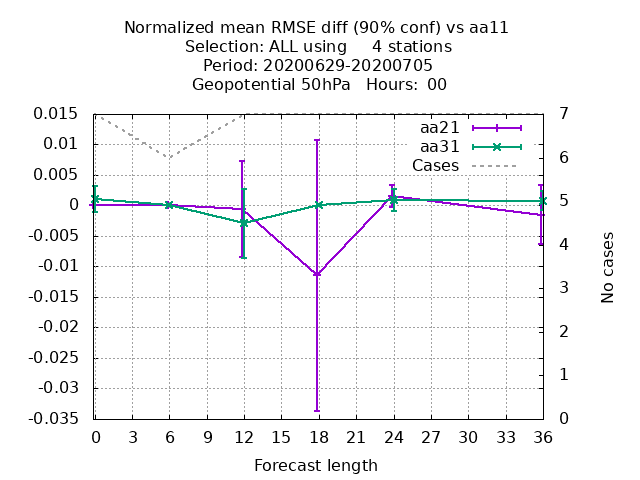 Normalized mean RMSE diff (90% conf) vs aa11
Selection: ALL using     4 stations
Period: 20200629-20200705
Geopotential 50hPa   Hours:  00
0.015
0.01
0.005
0
-0.005
-0.01
-0.015
-0.02
-0.025
-0.03
-0.035
aa21
aa31
Cases
7
6
5
4
3
2
1
0
No cases
0 3 6 9 12 15 18 21 24 27 30 33 36
Forecast length